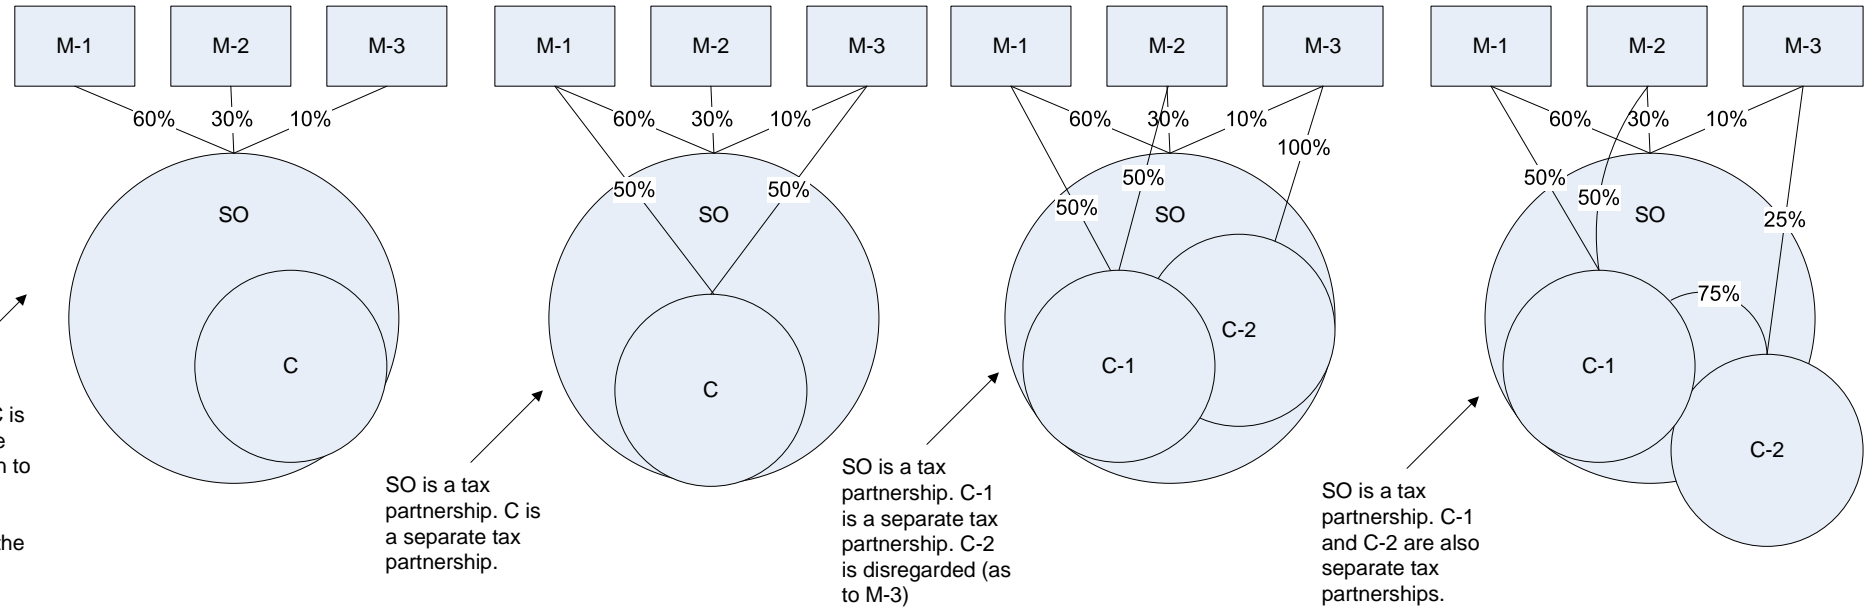 M-1
M-2
M-3
60%
30%
10%
SO
C
C is
e
n to
the
M-1
M-2
M-3
60%
30%
10%
50%
50%
SO
C
SO is a tax
partnership. C is
a separate tax
partnership.
M-1
M-2
M-3
60%
30%
10%
100%
50%
50%
SO
C-2
C-1
SO is a tax
partnership. C-1
is a separate tax
partnership. C-2
is disregarded (as
to M-3)
M-1
M-2
M-3
60%
30%
10%
50%
50%
SO
25%
75%
C-1
C-2
SO is a tax
partnership. C-1
and C-2 are also
separate tax
partnerships.